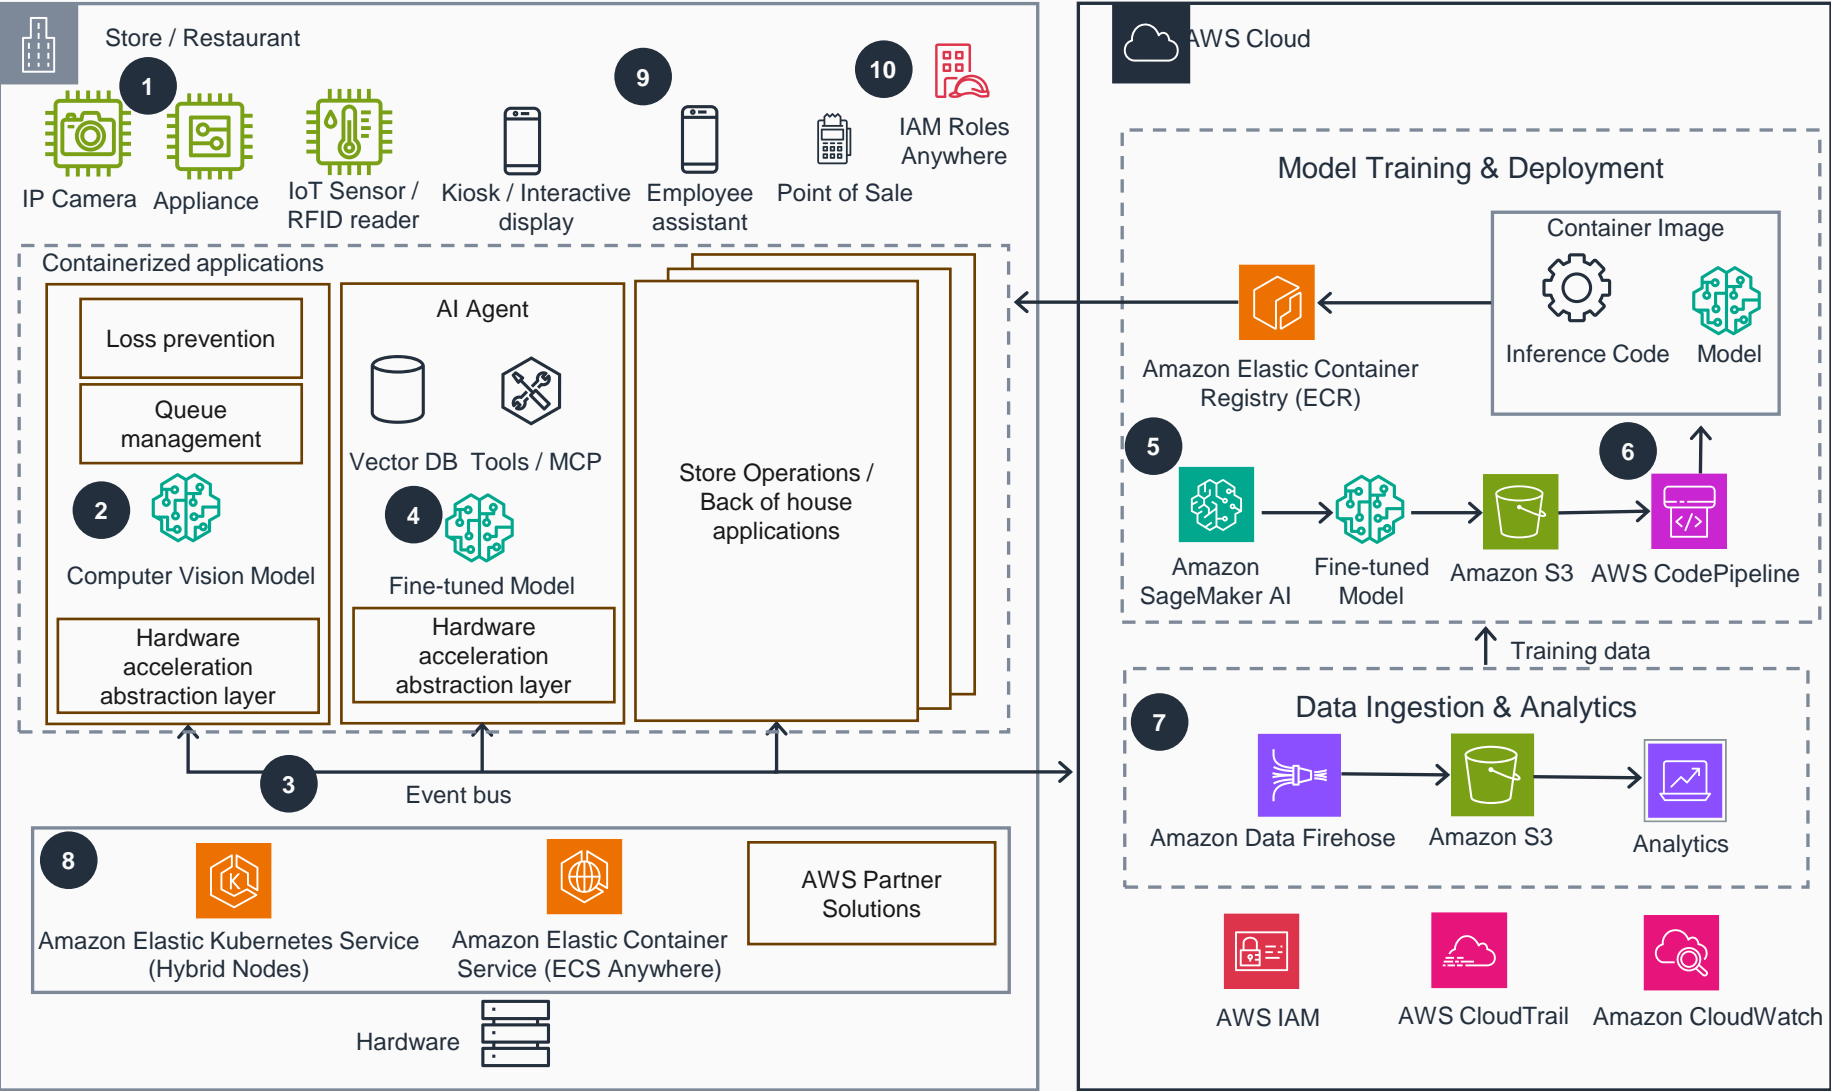 Store / Restaurant
1
9
10
IP Camera
Appliance
IoT Sensor /
RFID reader
Kiosk / Interactive
display
Employee
assistant
Point of Sale
IAM Roles
Anywhere
Containerized applications
Loss prevention
Queue
management
2
Computer Vision Model
Hardware
acceleration
abstraction layer
AI Agent
Vector DB
Tools / MCP
4
Fine-tuned Model
Hardware
acceleration
abstraction layer
Store Operations /
Back of house
applications
3
Event bus
8
K
Amazon Elastic Kubernetes Service
(Hybrid Nodes)
Amazon Elastic Container
Service (ECS Anywhere)
AWS Partner
Solutions
Hardware
AWS Cloud
Model Training & Deployment
Container Image
Inference Code
Model
Amazon Elastic Container
Registry (ECR)
5
6
</>
Amazon
SageMaker AI
Fine-tuned
Model
Amazon S3
AWS CodePipeline
Training data
7
Data Ingestion & Analytics
Amazon Data Firehose
Amazon S3
Analytics
AWS IAM
AWS CloudTrail
Amazon CloudWatch